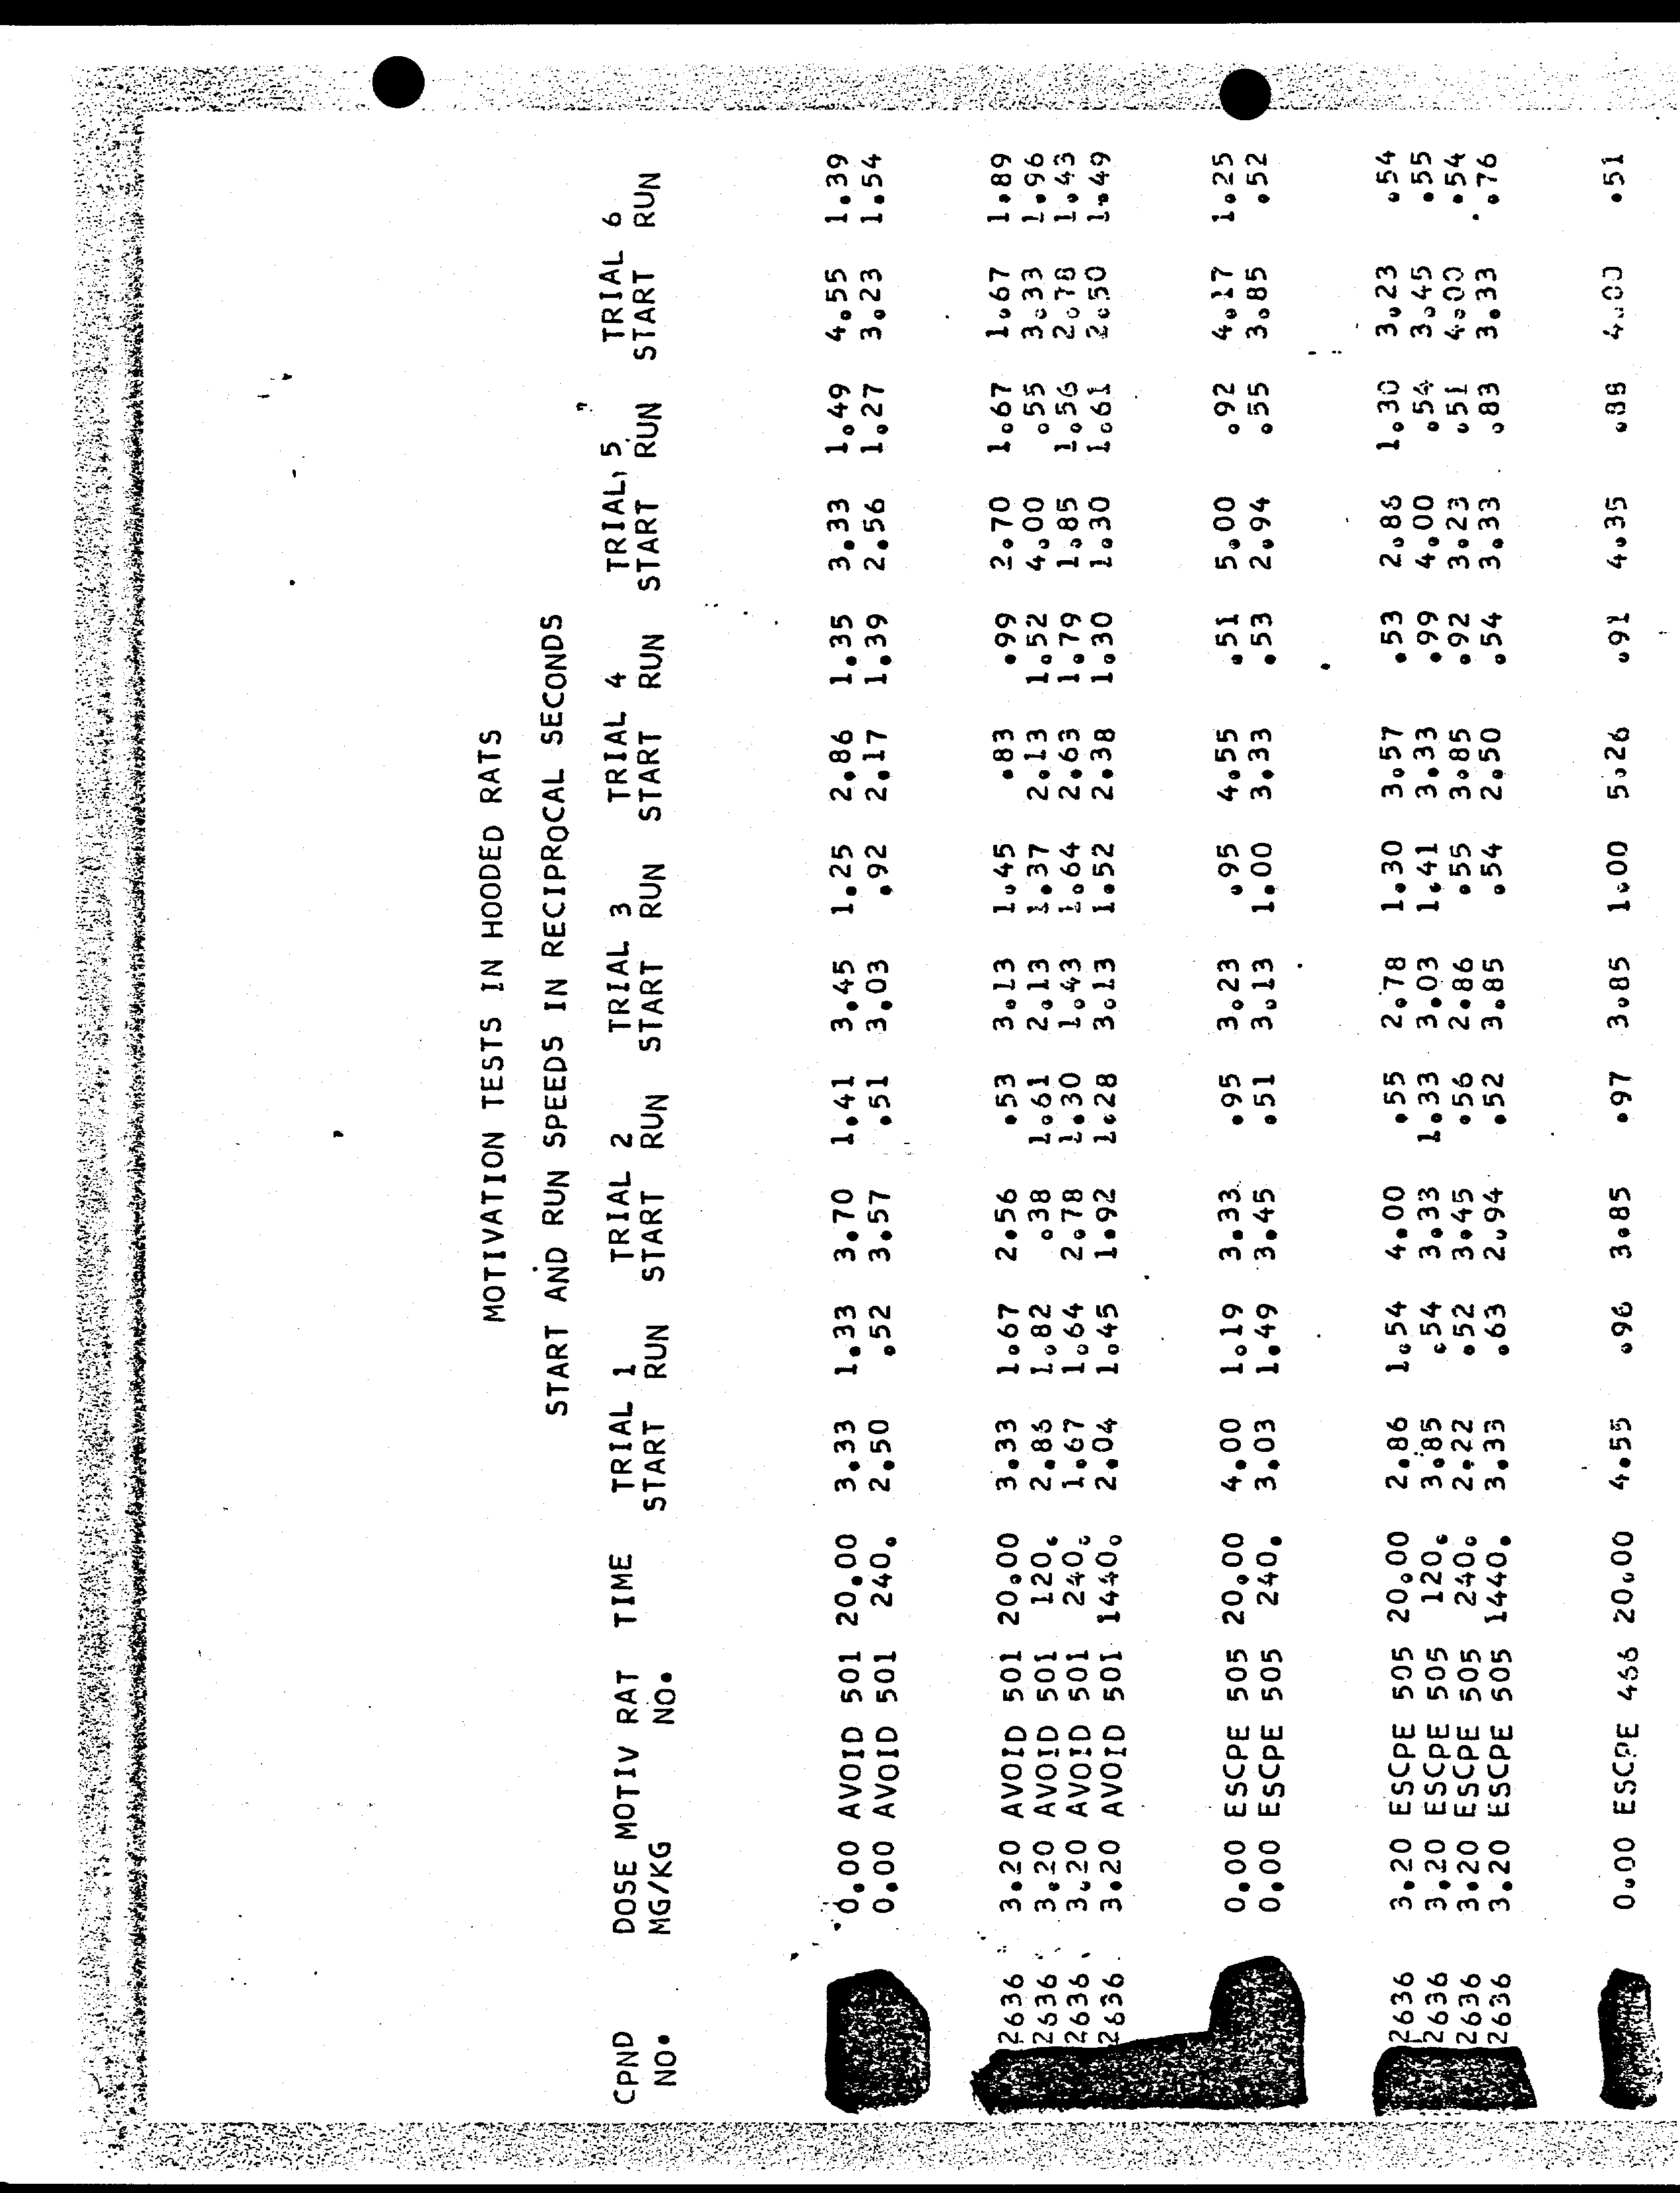 MOTIVATION TESTS IN HOODED RATS
START AND RUN SPEEDS IN RECIPROCAL SECONDS
CPND DOSE MOTIV RAT TIME TRIAL 1 TRIAL 2 TRIAL 3 TRIAL 4 TRIAL 5 TRIAL 6
NO. MG/KG NO. START RUN START RUN START RUN START RUN START RUN START RUN
0.00 AVOID 501 20.00 3.33 1.33 3.70 1.41 3.45 1.25 2.86 1.35 3.33 1.49 4.55 1.39
0.00 AVOID 501 240. 2.50 .52 3.57 .51 3.03 .92 2.17 1.39 2.56 1.27 3.23 1.54
2636 3.20 AVOID 501 20.00 3.33 1.67 2.56 .53 3.13 1.45 .83 .99 2.70 1.67 1.67 1.89
2636 3.20 AVOID 501 120. 2.86 1.82 .38 1.61 2.13 1.37 2.13 1.52 4.00 .55 3.33 1.96
2636 3.20 AVOID 501 240. 1.67 1.64 2.78 1.30 1.43 1.64 2.63 1.79 1.85 1.56 2.78 1.43
2636 3.20 AVOID 501 1440. 2.04 1.45 1.92 1.28 3.13 1.52 2.38 1.30 1.30 1.61 2.50 1.49
0.00 ESCPE 505 20.00 4.00 1.19 3.33 .95 3.23 .95 4.55 .51 5.00 .92 4.17 1.25
0.00 ESCPE 505 240. 3.03 1.49 3.45 .51 3.13 1.00 3.33 .53 2.94 .55 3.85 .52
2636 3.20 ESCPE 505 20.00 2.86 1.54 4.00 .55 2.78 1.30 3.57 .53 2.86 1.30 3.23 .54
2636 3.20 ESCPE 505 120. 3.85 .54 3.33 1.33 3.03 1.41 3.33 .99 4.00 .54 3.45 .55
2636 3.20 ESCPE 505 240. 2.22 .52 3.45 .56 2.86 .55 3.85 .92 3.23 .51 4.00 .54
2636 3.20 ESCPE 505 1440. 3.33 .63 2.94 .52 3.85 .54 2.50 .54 3.33 .83 3.33 .76
0.00 ESCPE 466 20.00 4.55 .96 3.85 .97 3.85 1.00 5.26 .91 4.35 .88 4.00 .51